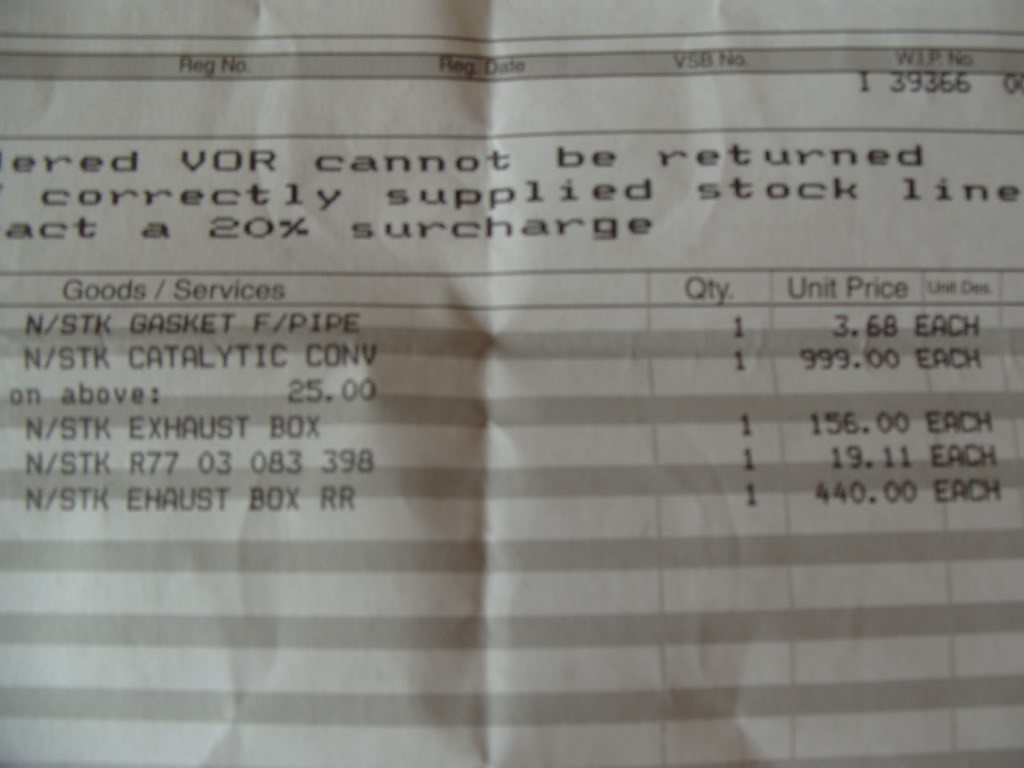 Reg No. Reg. Date VSB No. W.I.P. No.
I 39366
dered VOR cannot be returned
correctly supplied stock line
act a 20% surcharge
Goods / Services Qty. Unit Price Unit Des.
N/STK GASKET F/PIPE 1 3.68 EACH
N/STK CATALYTIC CONV 1 999.00 EACH
on above: 25.00
N/STK EXHAUST BOX 1 156.00 EACH
N/STK R77 03 083 398 1 19.11 EACH
N/STK EHAUST BOX RR 1 440.00 EACH